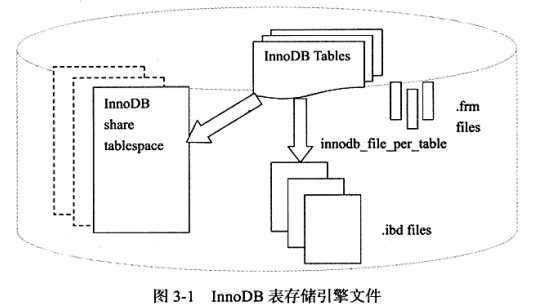 InnoDB Tables
InnoDB
share
tablespace
.frm
files
innodb_file_per_table
.ibd files
图 3-1 InnoDB 表存储引擎文件